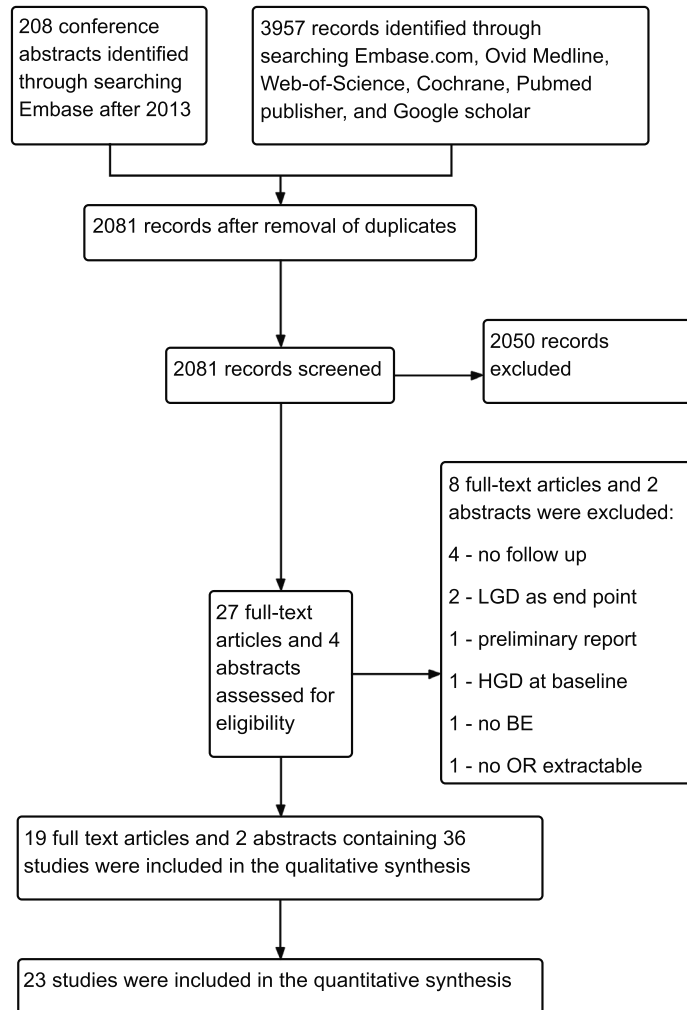 208 conference
abstracts identified
through searching
Embase after 2013
3957 records identified through
searching Embase.com, Ovid Medline,
Web-of-Science, Cochrane, Pubmed
publisher, and Google scholar
2081 records after removal of duplicates
2081 records screened
2050 records
excluded
27 full-text
articles and 4
abstracts
assessed for
eligibility
8 full-text articles and 2
abstracts were excluded:
4 - no follow up
2 - LGD as end point
1 - preliminary report
1 - HGD at baseline
1 - no BE
1 - no OR extractable
19 full text articles and 2 abstracts containing 36
studies were included in the qualitative synthesis
23 studies were included in the quantitative synthesis